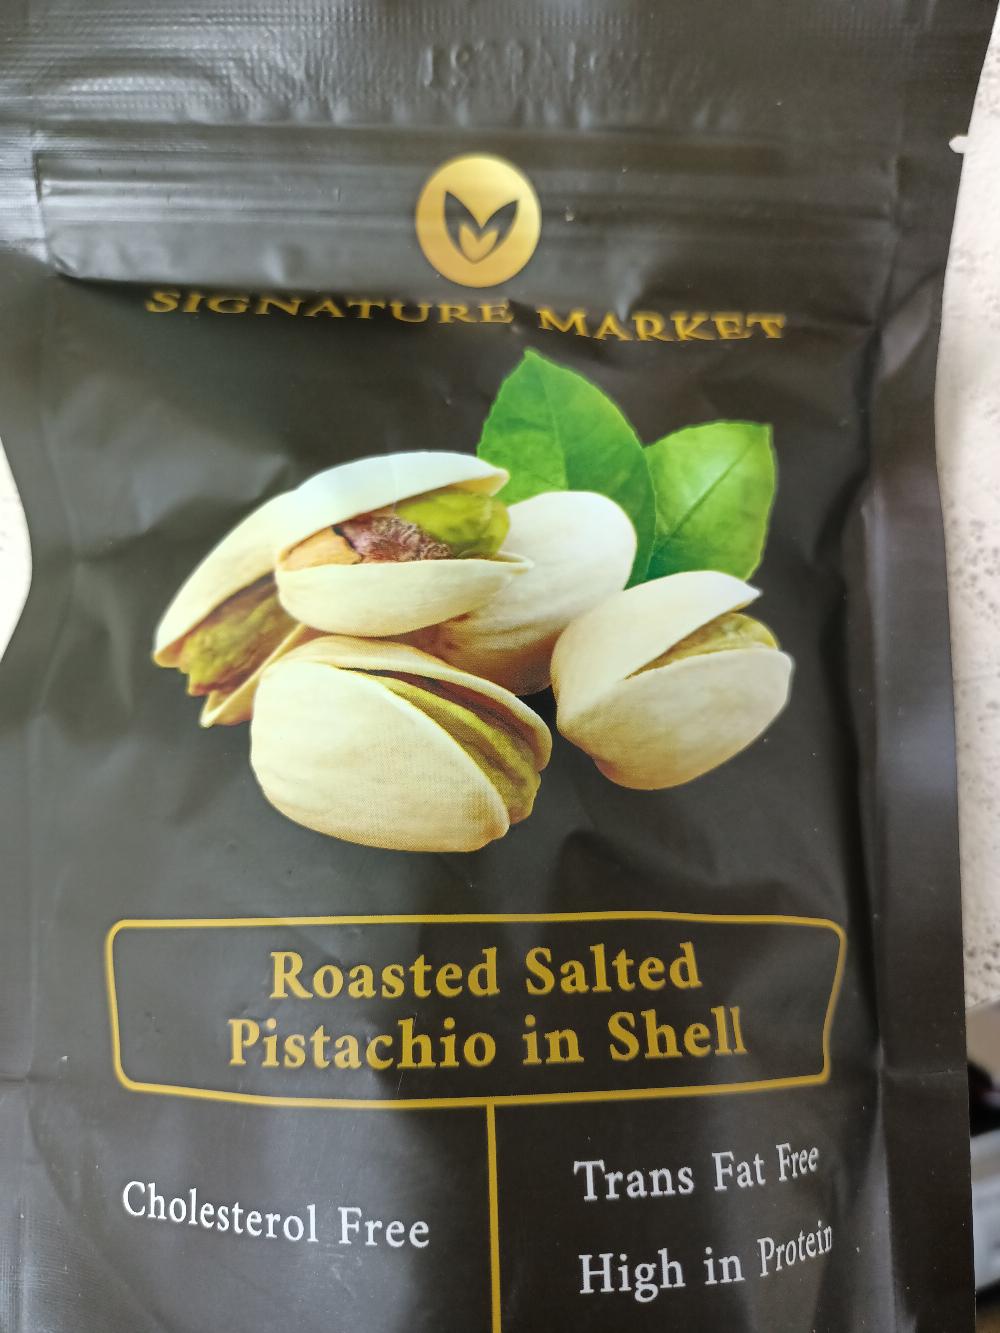 SIGNATURE MARKET
Roasted Salted
Pistachio in Shell
Cholesterol Free
Trans Fat Free
High in Protein